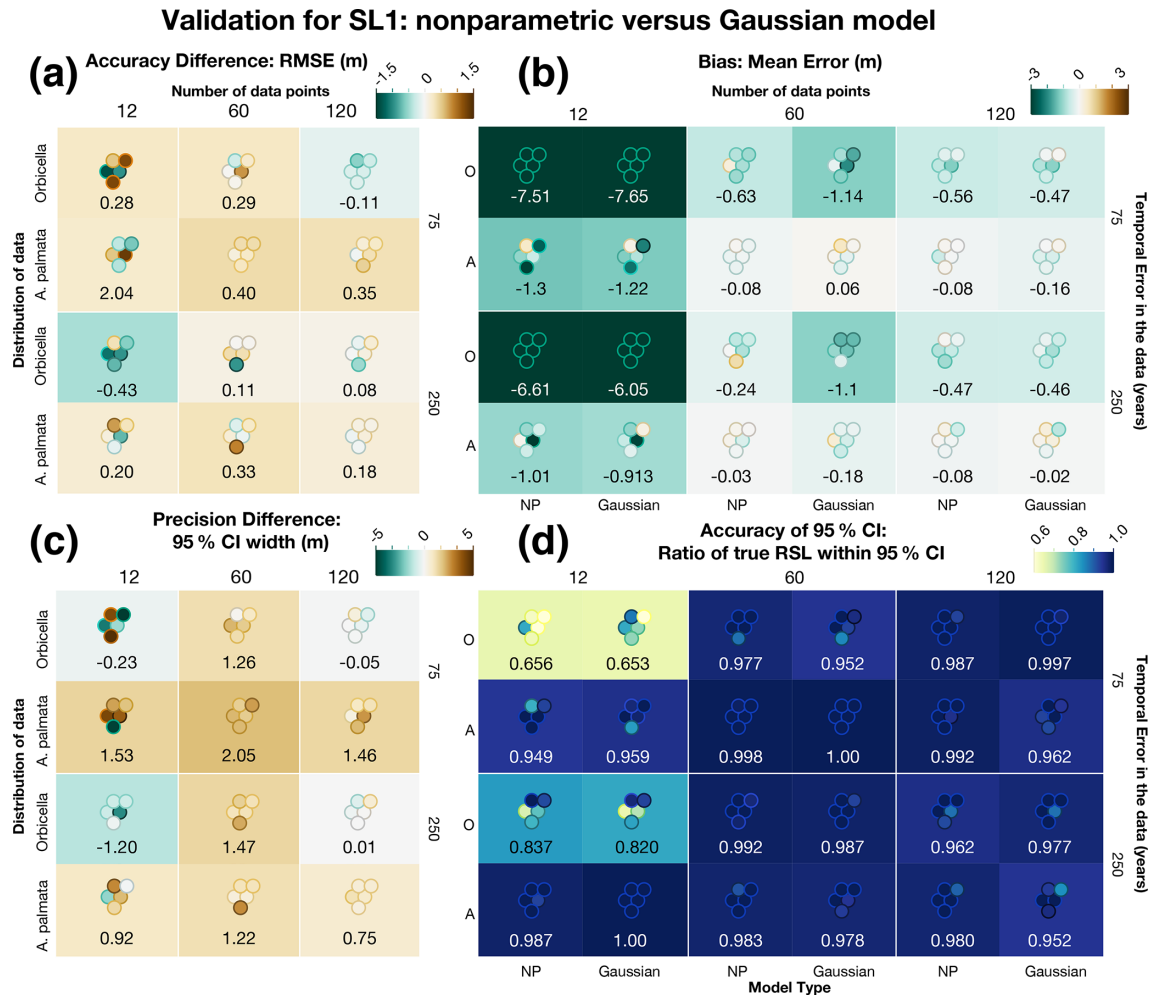 Validation for SL1: nonparametric versus Gaussian model
(a) Accuracy Difference: RMSE (m)
-1.5 0 1.5
Number of data points
12 60 120
Distribution of data
Orbicella 0.28 0.29 -0.11
75
A. palmata 2.04 0.40 0.35
Orbicella -0.43 0.11 0.08
250
A. palmata 0.20 0.33 0.18
(b) Bias: Mean Error (m)
-3 0 3
Number of data points
12 60 120
O -7.51 -7.65 -0.63 -1.14 -0.56 -0.47
75
A -1.3 -1.22 -0.08 0.06 -0.08 -0.16
O -6.61 -6.05 -0.24 -1.1 -0.47 -0.46
250
A -1.01 -0.913 -0.03 -0.18 -0.08 -0.02
NP Gaussian NP Gaussian NP Gaussian
Temporal Error in the data (years)
(c) Precision Difference:
95 % CI width (m)
-5 0 5
12 60 120
Distribution of data
Orbicella -0.23 1.26 -0.05
75
A. palmata 1.53 2.05 1.46
Orbicella -1.20 1.47 0.01
250
A. palmata 0.92 1.22 0.75
(d) Accuracy of 95 % CI:
Ratio of true RSL within 95 % CI
0.6 0.8 1.0
12 60 120
O 0.656 0.653 0.977 0.952 0.987 0.997
75
A 0.949 0.959 0.998 1.00 0.992 0.962
O 0.837 0.820 0.992 0.987 0.962 0.977
250
A 0.987 1.00 0.983 0.978 0.980 0.952
NP Gaussian NP Gaussian NP Gaussian
Model Type
Temporal Error in the data (years)